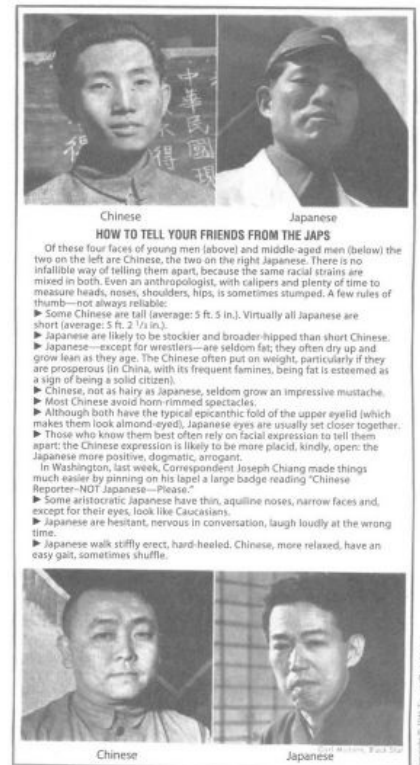 中華民國現
得
得
Chinese Japanese
HOW TO TELL YOUR FRIENDS FROM THE JAPS
Of these four faces of young men (above) and middle-aged men (below) the
two on the left are Chinese, the two on the right Japanese. There is no
infallible way of telling them apart, because the same racial strains are
mixed in both. Even an anthropologist, with calipers and plenty of time to
measure heads, noses, shoulders, hips, is sometimes stumped. A few rules of
thumb—not always reliable:
▶ Some Chinese are tall (average: 5 ft. 5 in.). Virtually all Japanese are
short (average: 5 ft. 2 1/2 in.).
▶ Japanese are likely to be stockier and broader-hipped than short Chinese.
▶ Japanese—except for wrestlers—are seldom fat; they often dry up and
grow lean as they age. The Chinese often put on weight, particularly if they
are prosperous (in China, with its frequent famines, being fat is esteemed as
a sign of being a solid citizen).
▶ Chinese, not as hairy as Japanese, seldom grow an impressive mustache.
▶ Most Chinese avoid horn-rimmed spectacles.
▶ Although both have the typical epicanthic fold of the upper eyelid (which
makes them look almond-eyed), Japanese eyes are usually set closer together.
▶ Those who know them best often rely on facial expression to tell them
apart: the Chinese expression is likely to be more placid, kindly, open: the
Japanese more positive, dogmatic, arrogant.
In Washington, last week, Correspondent Joseph Chiang made things
much easier by pinning on his lapel a large badge reading "Chinese
Reporter–NOT Japanese—Please."
▶ Some aristocratic Japanese have thin, aquiline noses, narrow faces and,
except for their eyes, look like Caucasians.
▶ Japanese are hesitant, nervous in conversation, laugh loudly at the wrong
time.
▶ Japanese walk stiffly erect, hard-heeled. Chinese, more relaxed, have an
easy gait, sometimes shuffle.
Chinese Japanese